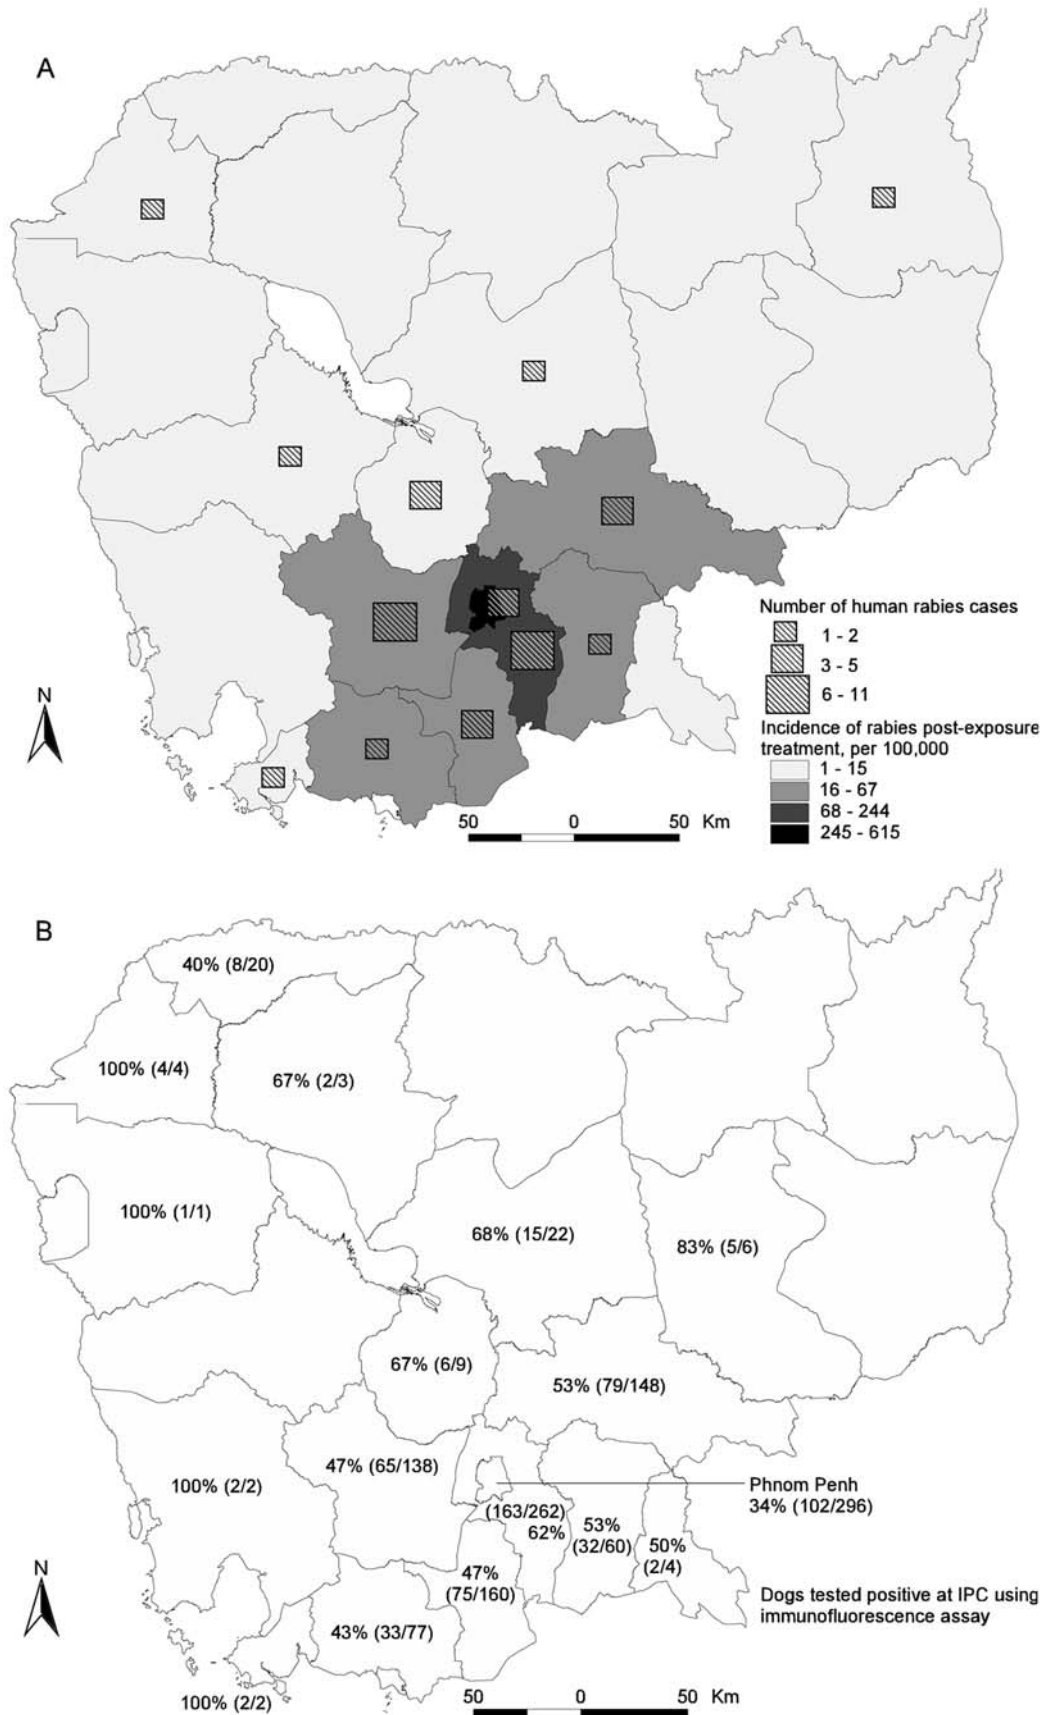 A
N
50 0 50 Km
Number of human rabies cases
1 - 2
3 - 5
6 - 11
Incidence of rabies post-exposure
treatment, per 100,000
1 - 15
16 - 67
68 - 244
245 - 615
B
40% (8/20)
100% (4/4)
67% (2/3)
100% (1/1)
68% (15/22)
83% (5/6)
67% (6/9)
53% (79/148)
47% (65/138)
100% (2/2)
Phnom Penh
34% (102/296)
(163/262)
62%
53%
(32/60)
50%
(2/4)
47%
(75/160)
43% (33/77)
100% (2/2)
N
Dogs tested positive at IPC using
immunofluorescence assay
50 0 50 Km